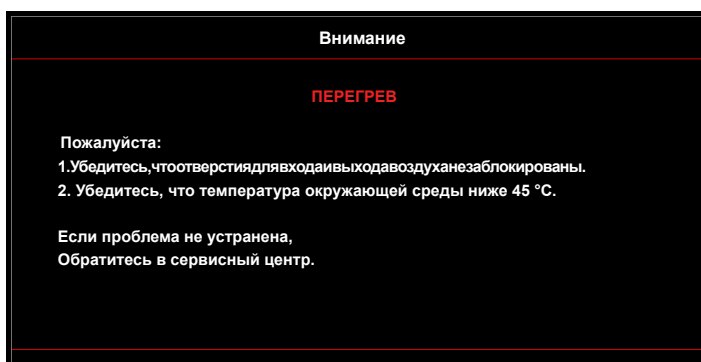 Внимание
ПЕРЕГРЕВ
Пожалуйста:
1.Убедитесь,чтоотверстиядлявходаивыходавоздуханезаблокированы.
2. Убедитесь, что температура окружающей среды ниже 45 °C.
Если проблема не устранена,
Обратитесь в сервисный центр.